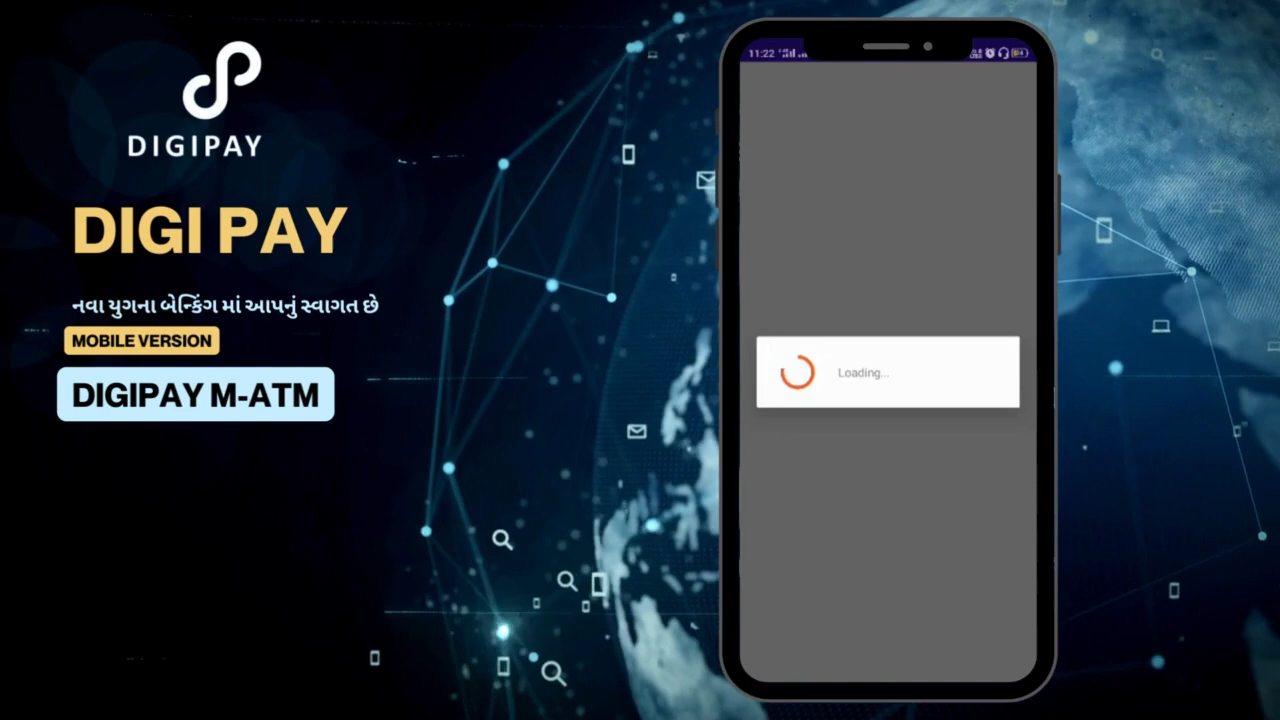 DIGIPAY
DIGI PAY
નવા યુગના બેન્કિંગ માં આપનું સ્વાગત છે
MOBILE VERSION
DIGIPAY M-ATM
11:22
Loading...